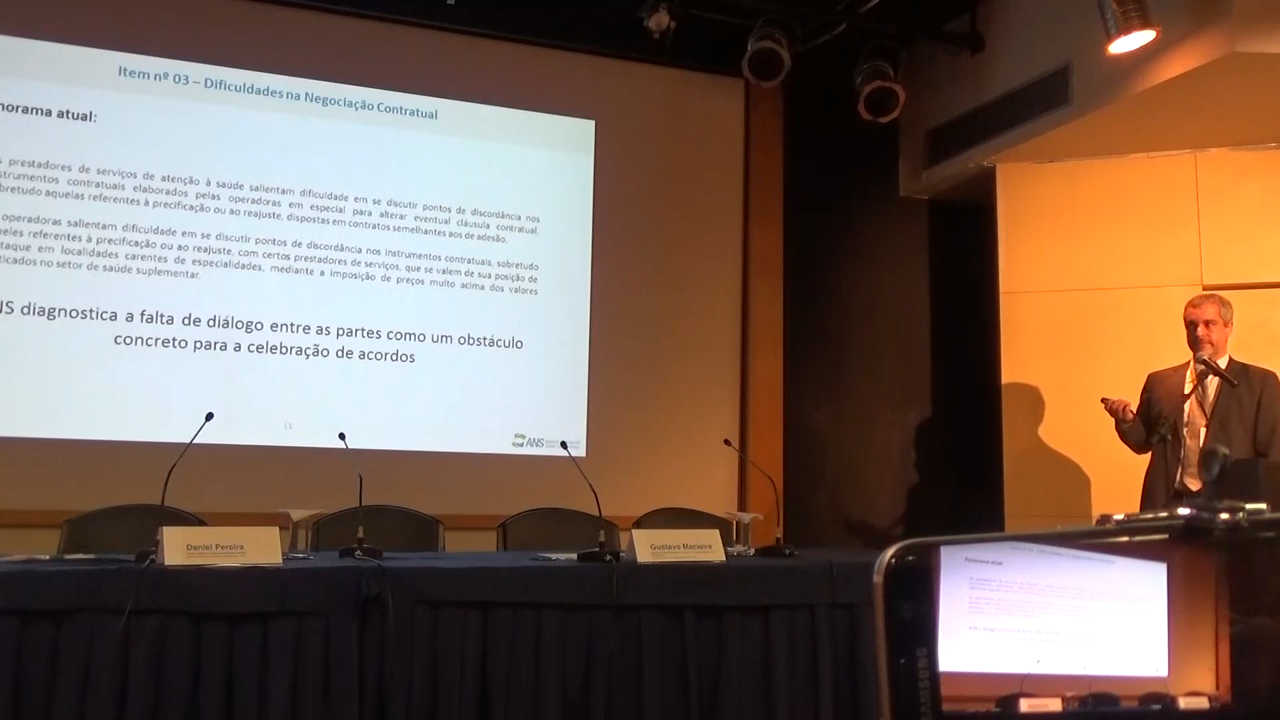 Item nº 03 – Dificuldades na Negociação Contratual
norama atual:
prestadores de serviços de atenção à saúde salientam dificuldade em se discutir pontos de discordância nos
strumentos contratuais elaborados pelas operadoras em especial para alterar eventual cláusula contratual,
bretudo aquelas referentes à precificação ou ao reajuste, dispostas em contratos semelhantes aos de adesão.
operadoras salientam dificuldade em se discutir pontos de discordância nos instrumentos contratuais, sobretudo
ueles referentes à precificação ou ao reajuste, com certos prestadores de serviços, que se valem de sua posição de
taque em localidades carentes de especialidades, mediante a imposição de preços muito acima dos valores
ticados no setor de saúde suplementar.
NS diagnostica a falta de diálogo entre as partes como um obstáculo
concreto para a celebração de acordos
ANS
Daniel Pereira
Gustavo Macieira
SAMSUNG